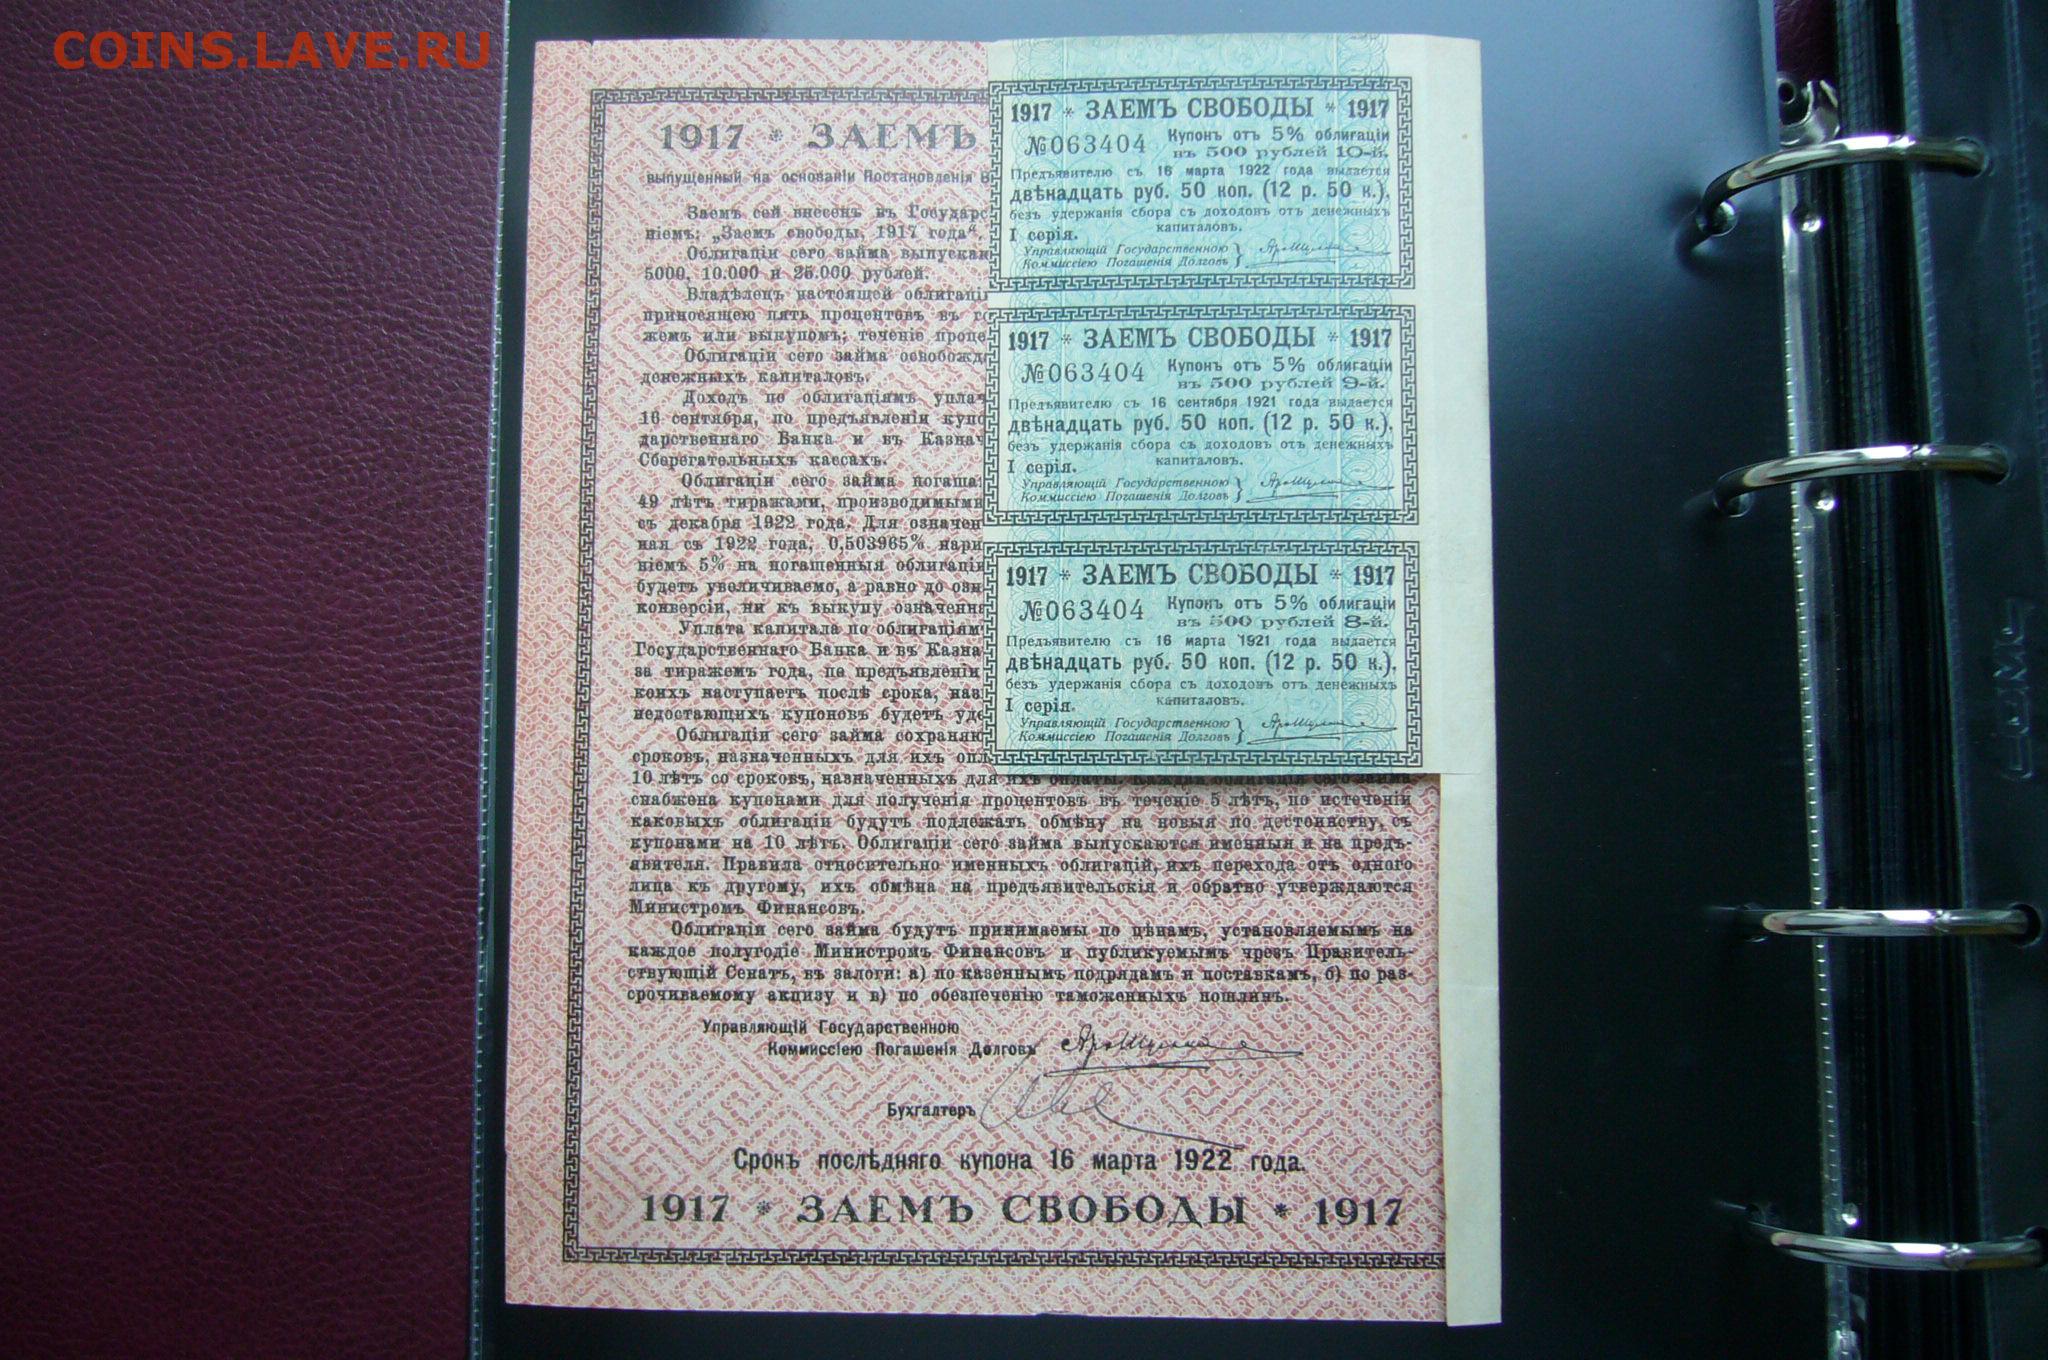 COINS.LAVE.RU
1917 * ЗАЕМЪ
выпущенный на основаніи Постановленія В
Заемъ сей внесенъ въ Государс
ніемъ: „Заемъ свободы, 1917 года“.
Облигаціи сего займа выпускаю
5000, 10.000 и 25.000 рублей.
Владѣлецъ настоящей облигаці
приносящею пять процентовъ въ го
жемъ или выкупомъ; теченіе проце
Облигаціи сего займа освобожд
денежныхъ капиталовъ.
Доходъ по облигаціямъ уплач
16 сентября, по предъявленіи купо
дарственнаго Банка и въ Казнач
Сберегательныхъ кассахъ.
Облигаціи сего займа погаша
49 лѣтъ тиражами, производимыми
съ декабря 1922 года. Для означен
ная съ 1922 года, 0,503965% нари
ніемъ 5% на погашенныя облигаці
будетъ увеличиваемо, а равно до озн
конверсіи, ни къ выкупу означення
Уплата капитала по облигаціям
Государственнаго Банка и въ Казна
за тиражемъ года, по предъявленіи
коихъ наступаетъ послѣ срока, наз
недостающихъ купоновъ будетъ уде
Облигаціи сего займа сохраняю
сроковъ, назначенныхъ для ихъ опл
10 лѣтъ со сроковъ, назначенныхъ для ихъ оплаты. Каждая облигація сего займа
снабжена купонами для полученія процентовъ въ теченіе 5 лѣтъ, по истеченіи
каковыхъ облигаціи будутъ подлежать обмѣну на новыя по достоинству, съ
купонами на 10 лѣтъ. Облигаціи сего займа выпускаются именныя и на предъ-
явителя. Правила относительно именныхъ облигацій, ихъ перехода отъ одного
лица къ другому, ихъ обмѣна на предъявительскія и обратно утверждаются
Министромъ Финансовъ.
Облигаціи сего займа будутъ принимаемы по цѣнамъ, установляемымъ на
каждое полугодіе Министромъ Финансовъ и публикуемымъ чрезъ Правитель-
ствующій Сенатъ, въ залоги: а) по казеннымъ подрядамъ и поставкамъ, б) по раз-
срочиваемому акцизу и в) по обезпеченію таможенныхъ пошлинъ.
Управляющій Государственною
Коммиссіею Погашенія Долговъ
Бухгалтеръ
Срокъ послѣдняго купона 16 марта 1922 года.
1917 * ЗАЕМЪ СВОБОДЫ * 1917
1917 * ЗАЕМЪ СВОБОДЫ * 1917
№063404 Купонъ отъ 5% облигаціи
въ 500 рублей 10-й.
Предъявителю съ 16 марта 1922 года выдается
двѣнадцать руб. 50 коп. (12 р. 50 к.),
безъ удержанія сбора съ доходовъ отъ денежныхъ
капиталовъ.
I серія.
Управляющій Государственною
Коммиссіею Погашенія Долговъ
1917 * ЗАЕМЪ СВОБОДЫ * 1917
№063404 Купонъ отъ 5% облигаціи
въ 500 рублей 9-й.
Предъявителю съ 16 сентября 1921 года выдается
двѣнадцать руб. 50 коп. (12 р. 50 к.),
безъ удержанія сбора съ доходовъ отъ денежныхъ
капиталовъ.
I серія.
Управляющій Государственною
Коммиссіею Погашенія Долговъ
1917 * ЗАЕМЪ СВОБОДЫ * 1917
№063404 Купонъ отъ 5% облигаціи
въ 500 рублей 8-й.
Предъявителю съ 16 марта 1921 года выдается
двѣнадцать руб. 50 коп. (12 р. 50 к.),
безъ удержанія сбора съ доходовъ отъ денежныхъ
капиталовъ.
I серія.
Управляющій Государственною
Коммиссіею Погашенія Долговъ